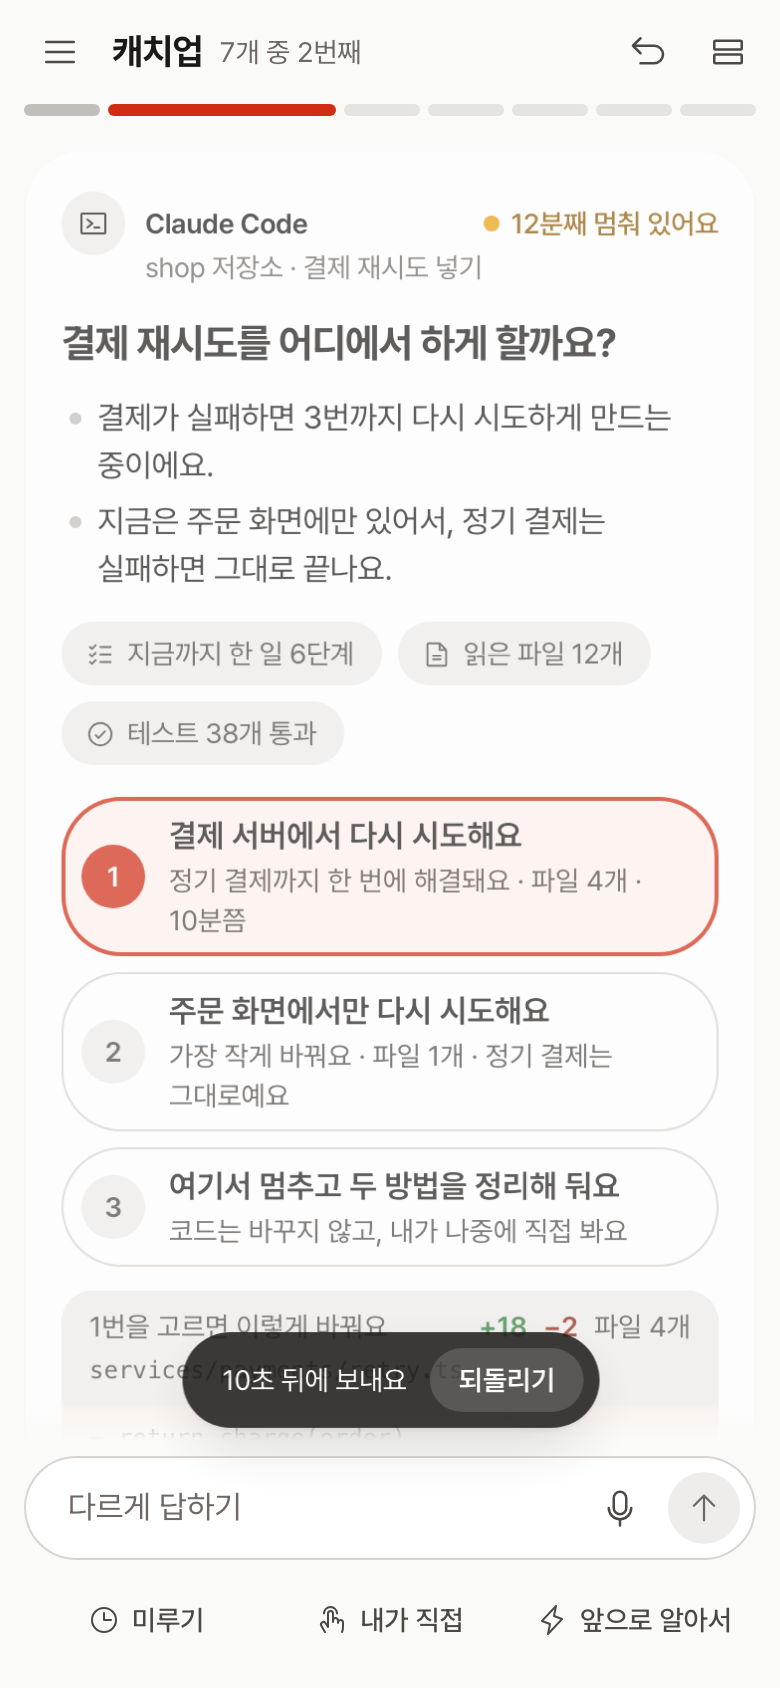 캐치업 7개 중 2번째
Claude Code
12분째 멈춰 있어요
shop 저장소 · 결제 재시도 넣기
결제 재시도를 어디에서 하게 할까요?
결제가 실패하면 3번까지 다시 시도하게 만드는
중이에요.
지금은 주문 화면에만 있어서, 정기 결제는
실패하면 그대로 끝나요.
지금까지 한 일 6단계
읽은 파일 12개
테스트 38개 통과
1
결제 서버에서 다시 시도해요
정기 결제까지 한 번에 해결돼요 · 파일 4개 ·
10분쯤
2
주문 화면에서만 다시 시도해요
가장 작게 바꿔요 · 파일 1개 · 정기 결제는
그대로예요
3
여기서 멈추고 두 방법을 정리해 둬요
코드는 바꾸지 않고, 내가 나중에 직접 봐요
1번을 고르면 이렇게 바꿔요 +18 −2 파일 4개
services/payments/retry.ts
− return charge(order)
10초 뒤에 보내요 되돌리기
다르게 답하기
미루기
내가 직접
앞으로 알아서